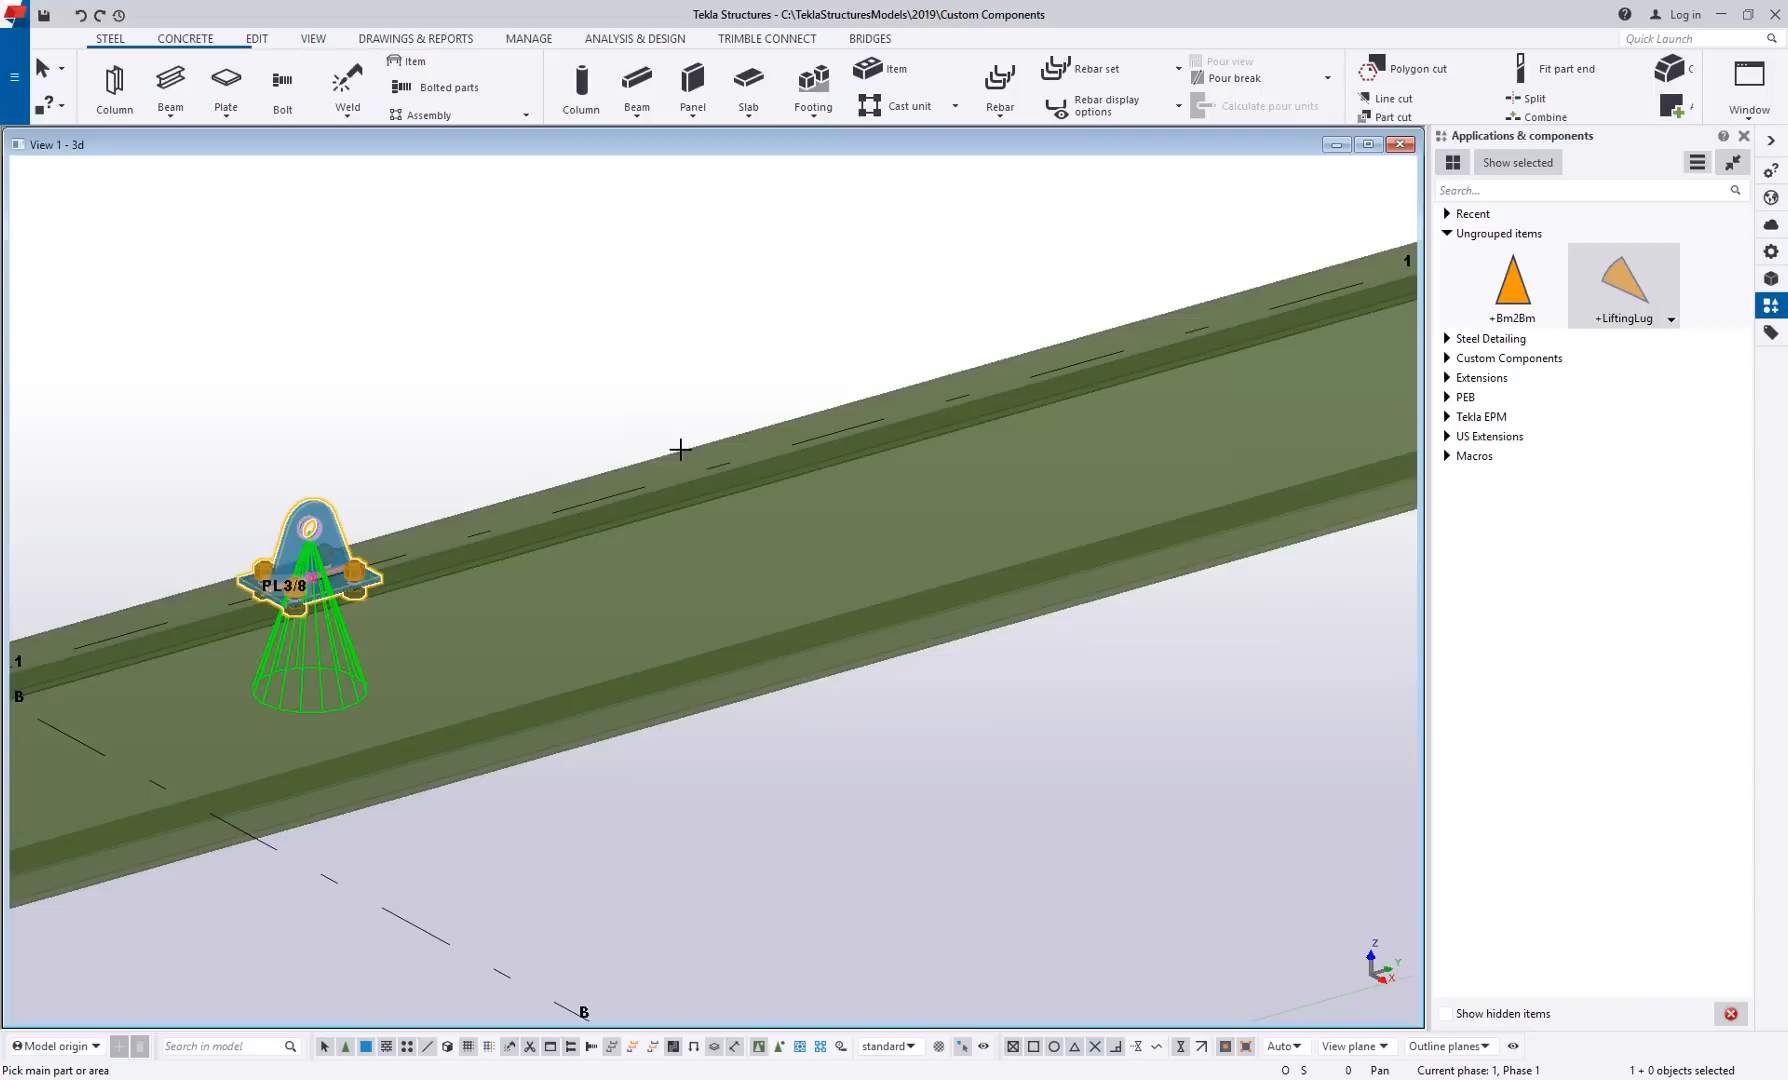 Tekla Structures - C:\TeklaStructuresModels\2019\Custom Components
Log in
STEEL CONCRETE EDIT VIEW DRAWINGS & REPORTS MANAGE ANALYSIS & DESIGN TRIMBLE CONNECT BRIDGES
Quick Launch
Column
Beam
Plate
Bolt
Weld
Item
Bolted parts
Assembly
Column
Beam
Panel
Slab
Footing
Item
Cast unit
Rebar
Rebar set
Rebar display
options
Pour view
Pour break
Calculate pour units
Polygon cut
Line cut
Part cut
Fit part end
Split
Combine
Window
View 1 - 3d
Applications & components
Show selected
Search...
Recent
Ungrouped items
+Bm2Bm
+LiftingLug
Steel Detailing
Custom Components
Extensions
PEB
Tekla EPM
US Extensions
Macros
1
PL3/8
1
B
B
Z
Y
X
Show hidden items
Model origin
Search in model
standard
Auto
View plane
Outline planes
Pick main part or area
O S 0 Pan Current phase: 1, Phase 1 1 + 0 objects selected